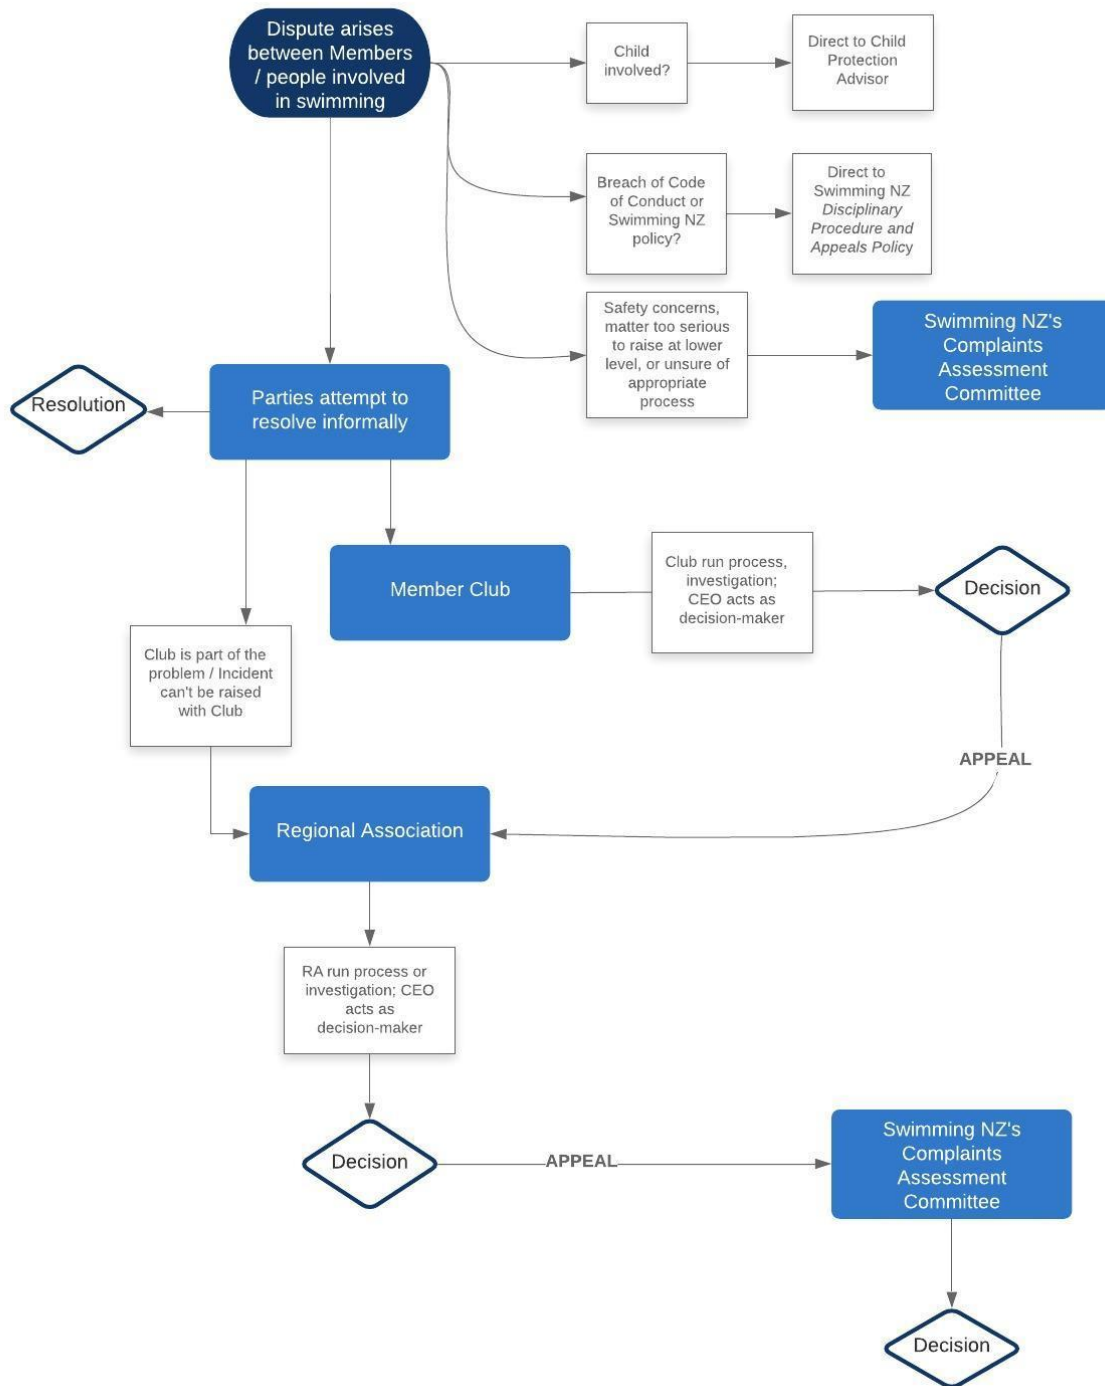 Dispute arises
between Members
/ people involved
in swimming
Child
involved?
Direct to Child
Protection
Advisor
Breach of Code
of Conduct or
Swimming NZ
policy?
Direct to
Swimming NZ
Disciplinary
Procedure and
Appeals Policy
Safety concerns,
matter too serious
to raise at lower
level, or unsure of
appropriate
process
Swimming NZ's
Complaints
Assessment
Committee
Resolution
Parties attempt to
resolve informally
Member Club
Club run process,
investigation;
CEO acts as
decision-maker
Decision
Club is part of the
problem / Incident
can't be raised
with Club
APPEAL
Regional Association
RA run process or
investigation; CEO
acts as
decision-maker
Decision
APPEAL
Swimming NZ's
Complaints
Assessment
Committee
Decision